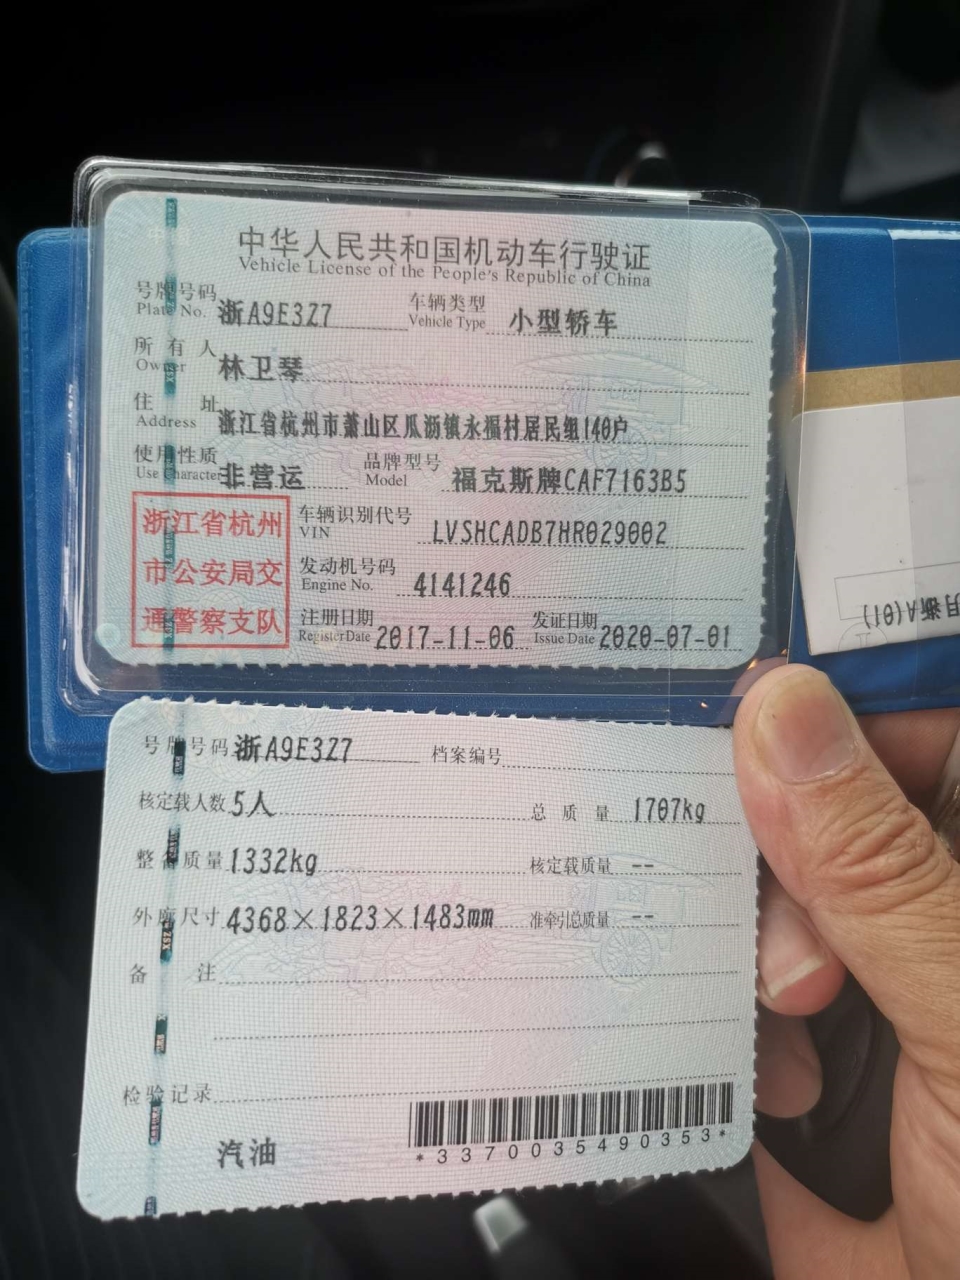 中华人民共和国机动车行驶证
Vehicle License of the People's Republic of China
号牌号码 浙A9E3Z7 车辆类型 小型轿车
Plate No. Vehicle Type
所有人 林卫琴
Owner
住址 浙江省杭州市萧山区瓜沥镇永福村居民组140户
Address
使用性质 非营运 品牌型号 福克斯牌CAF7163B5
Use Character Model
浙江省杭州市公安局交通警察支队
车辆识别代号 LVSHCADB7HR029002
VIN
发动机号码 4141246
Engine No.
注册日期 2017-11-06 发证日期 2020-07-01
Register Date Issue Date
号牌号码 浙A9E3Z7 档案编号
核定载人数 5人 总质量 1707kg
整备质量 1332kg 核定载质量 --
外廓尺寸 4368×1823×1483mm 准牵引总质量 --
备注
检验记录
汽油
*3370035490353*
月 浙A(01)